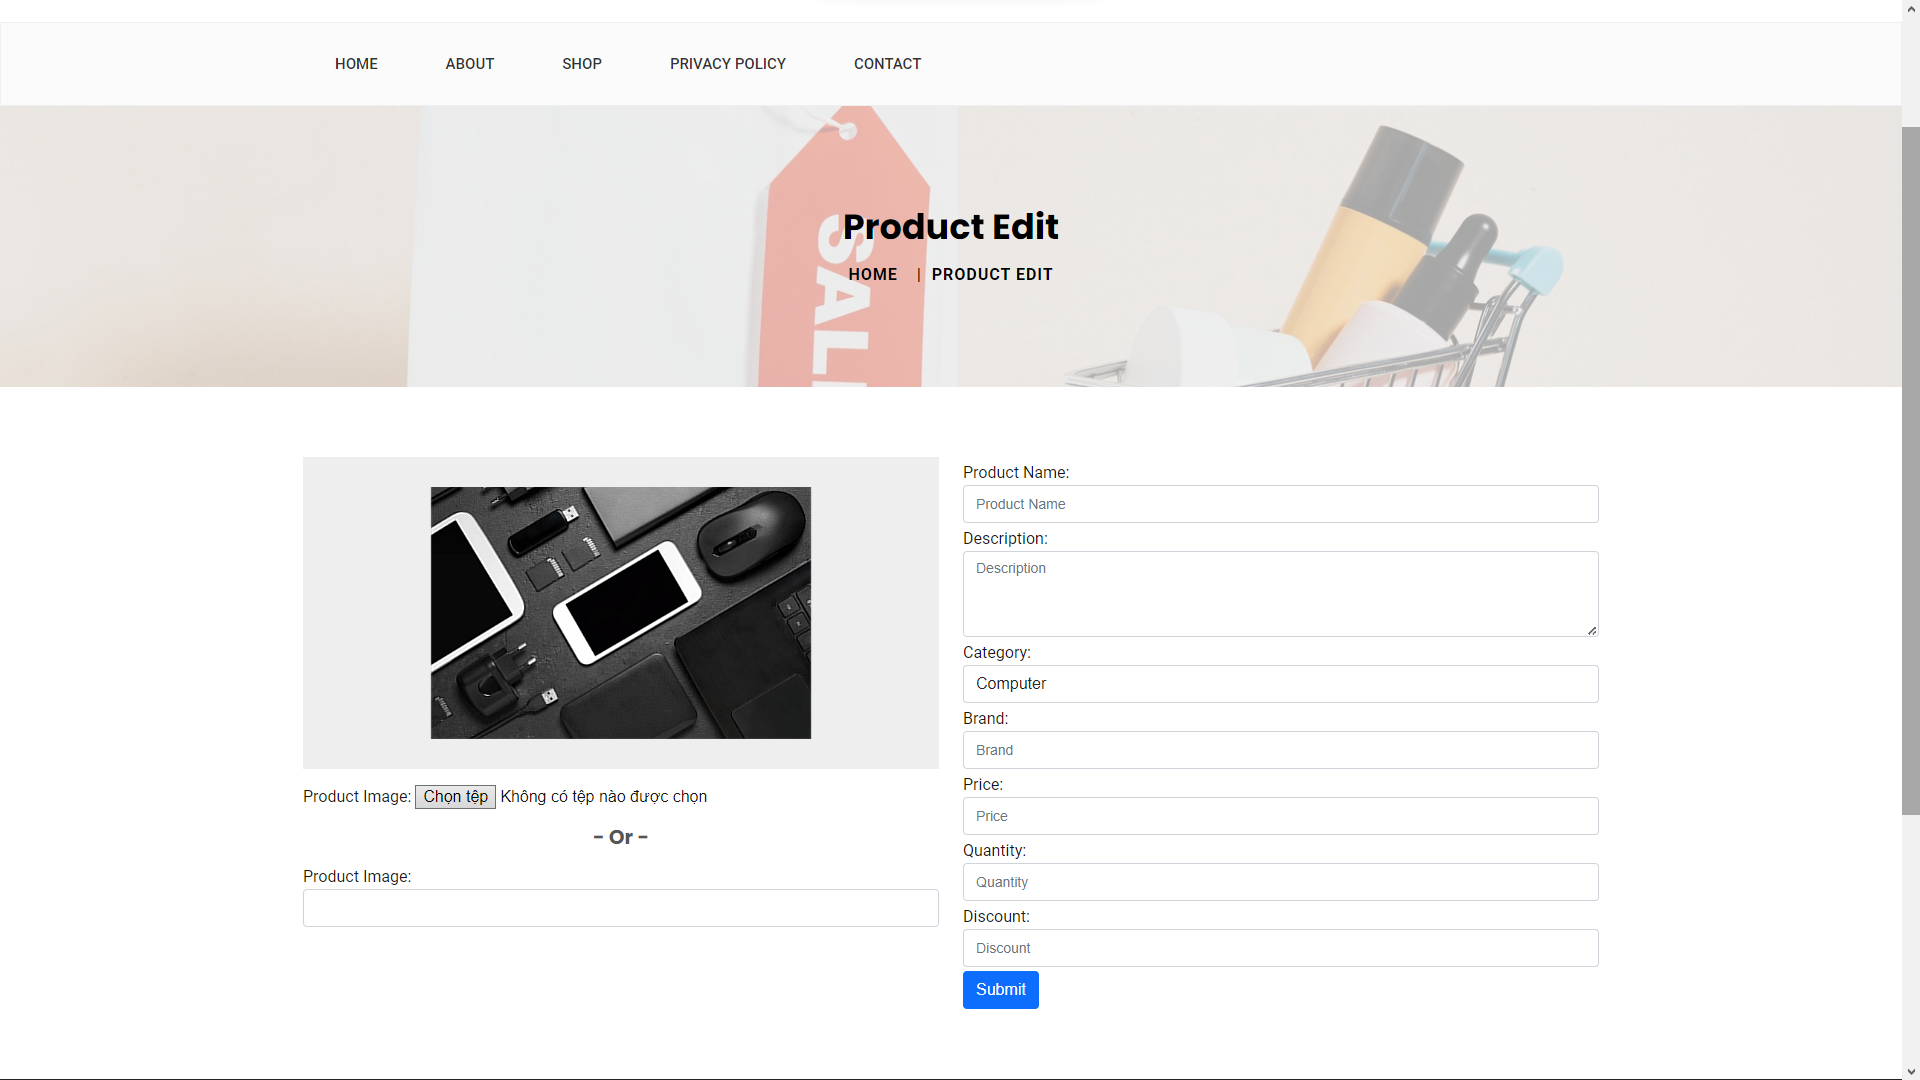 HOME ABOUT SHOP PRIVACY POLICY CONTACT
SALE
Product Edit
HOME | PRODUCT EDIT
Product Image: Chọn tệp Không có tệp nào được chọn
- Or -
Product Image:
Product Name:
Product Name
Description:
Description
Category:
Computer
Brand:
Brand
Price:
Price
Quantity:
Quantity
Discount:
Discount
Submit